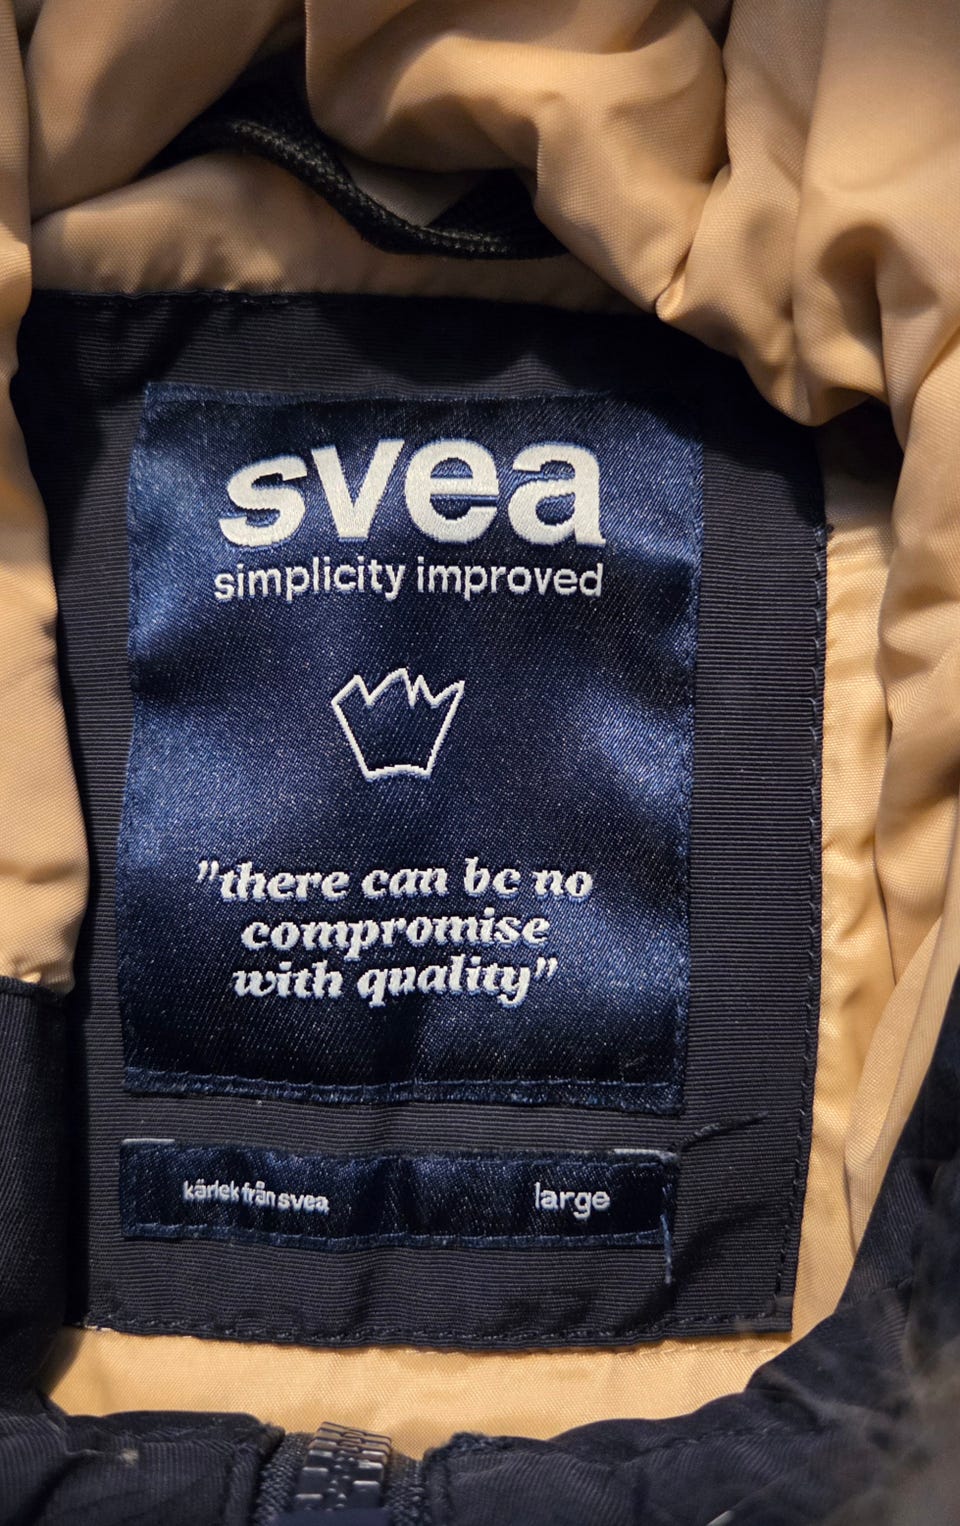 svea
simplicity improved
”there can be no
compromise
with quality”
kärlek från svea
large